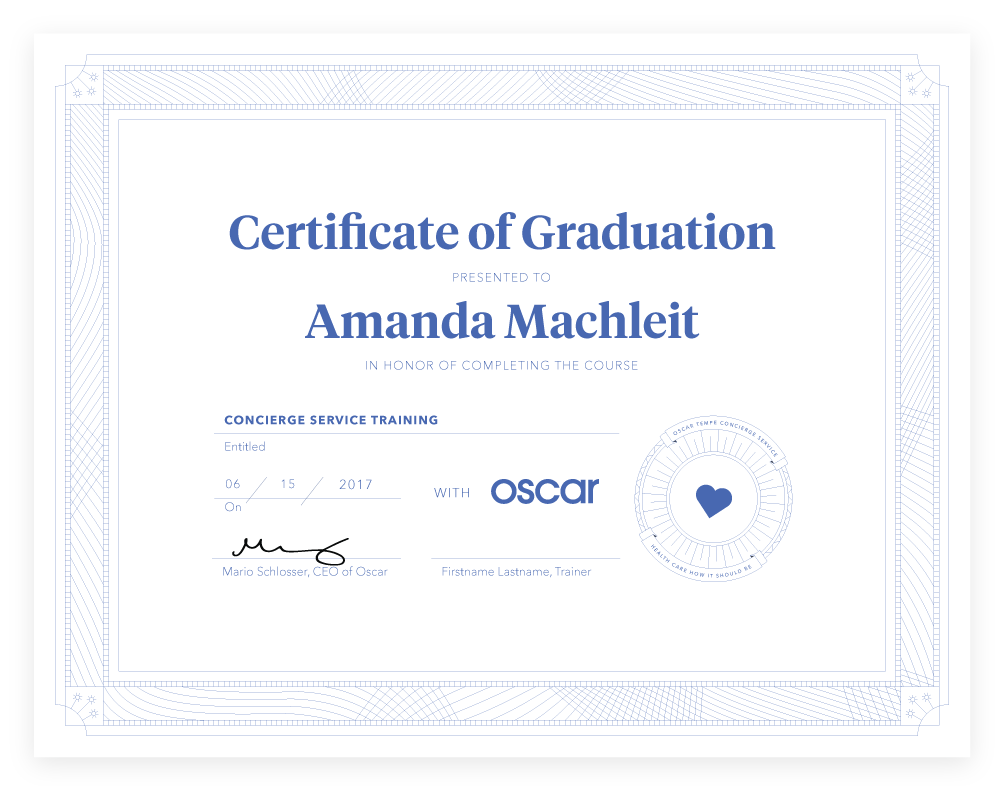 Certificate of Graduation
PRESENTED TO
Amanda Machleit
IN HONOR OF COMPLETING THE COURSE
CONCIERGE SERVICE TRAINING
Entitled
06 / 15 / 2017
On
WITH oscar
Mario Schlosser, CEO of Oscar
Firstname Lastname, Trainer
OSCAR TEMPE CONCIERGE SERVICE
HEALTH CARE HOW IT SHOULD BE